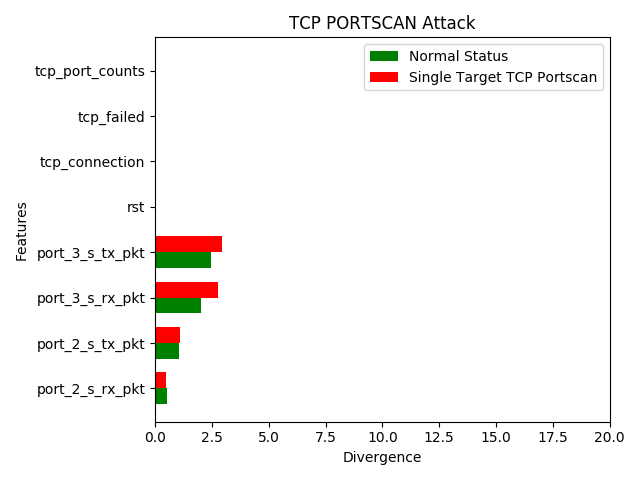 TCP PORTSCAN Attack
Normal Status
Single Target TCP Portscan
tcp_port_counts
tcp_failed
tcp_connection
rst
port_3_s_tx_pkt
port_3_s_rx_pkt
port_2_s_tx_pkt
port_2_s_rx_pkt
Features
0.0 2.5 5.0 7.5 10.0 12.5 15.0 17.5 20.0
Divergence